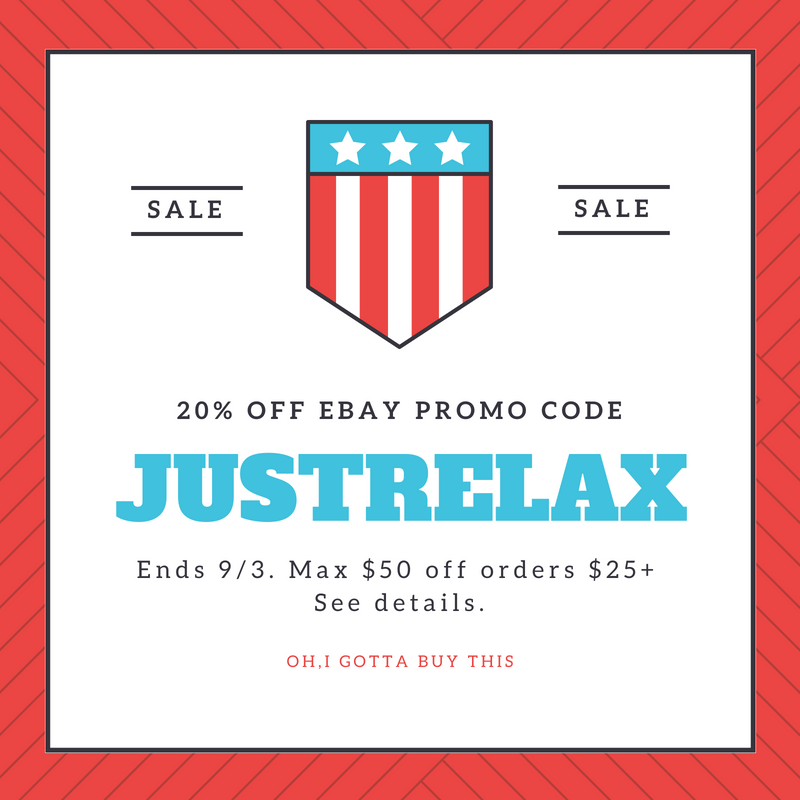 SALE
SALE
20% OFF EBAY PROMO CODE
JUSTRELAX
Ends 9/3. Max $50 off orders $25+
See details.
OH,I GOTTA BUY THIS